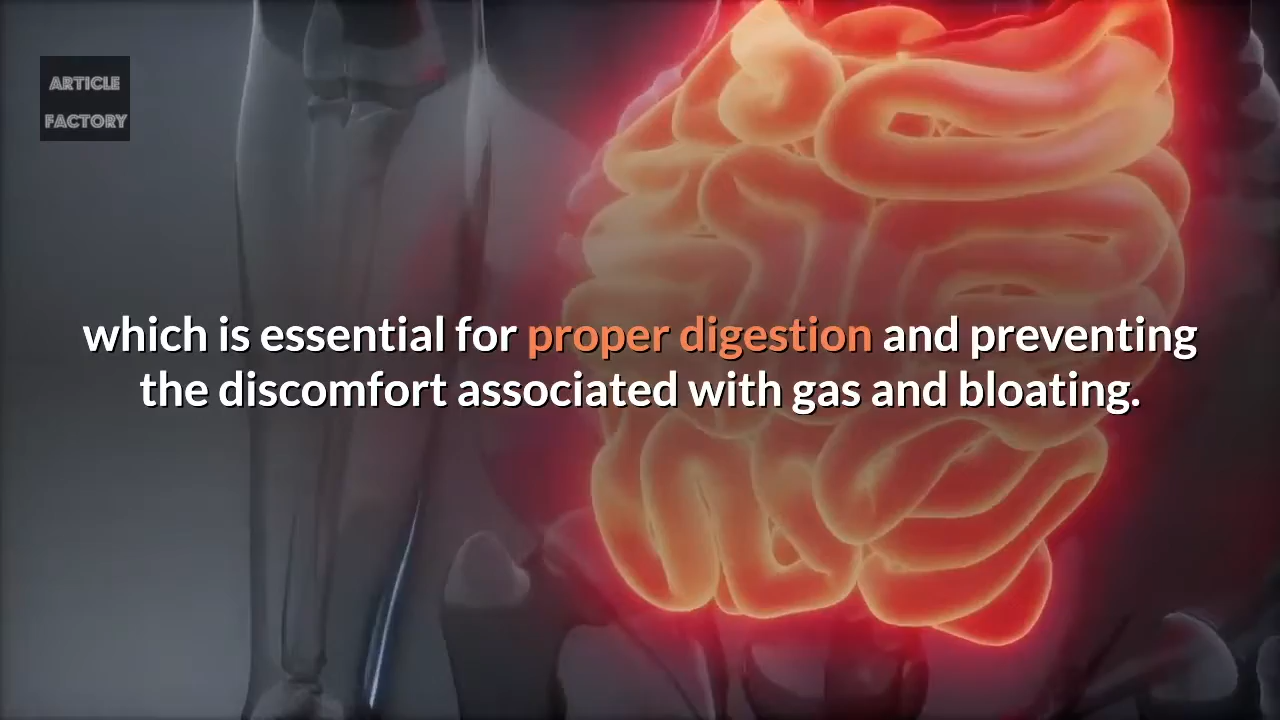 ARTICLE
FACTORY
which is essential for proper digestion and preventing
the discomfort associated with gas and bloating.